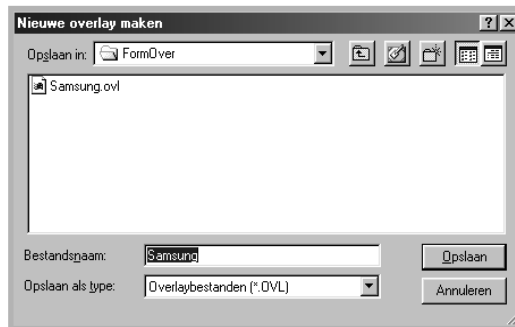 Nieuwe overlay maken
Opslaan in: FormOver
Samsung.ovl
Bestandsnaam: Samsung Opslaan
Opslaan als type: Overlaybestanden (*.OVL) Annuleren